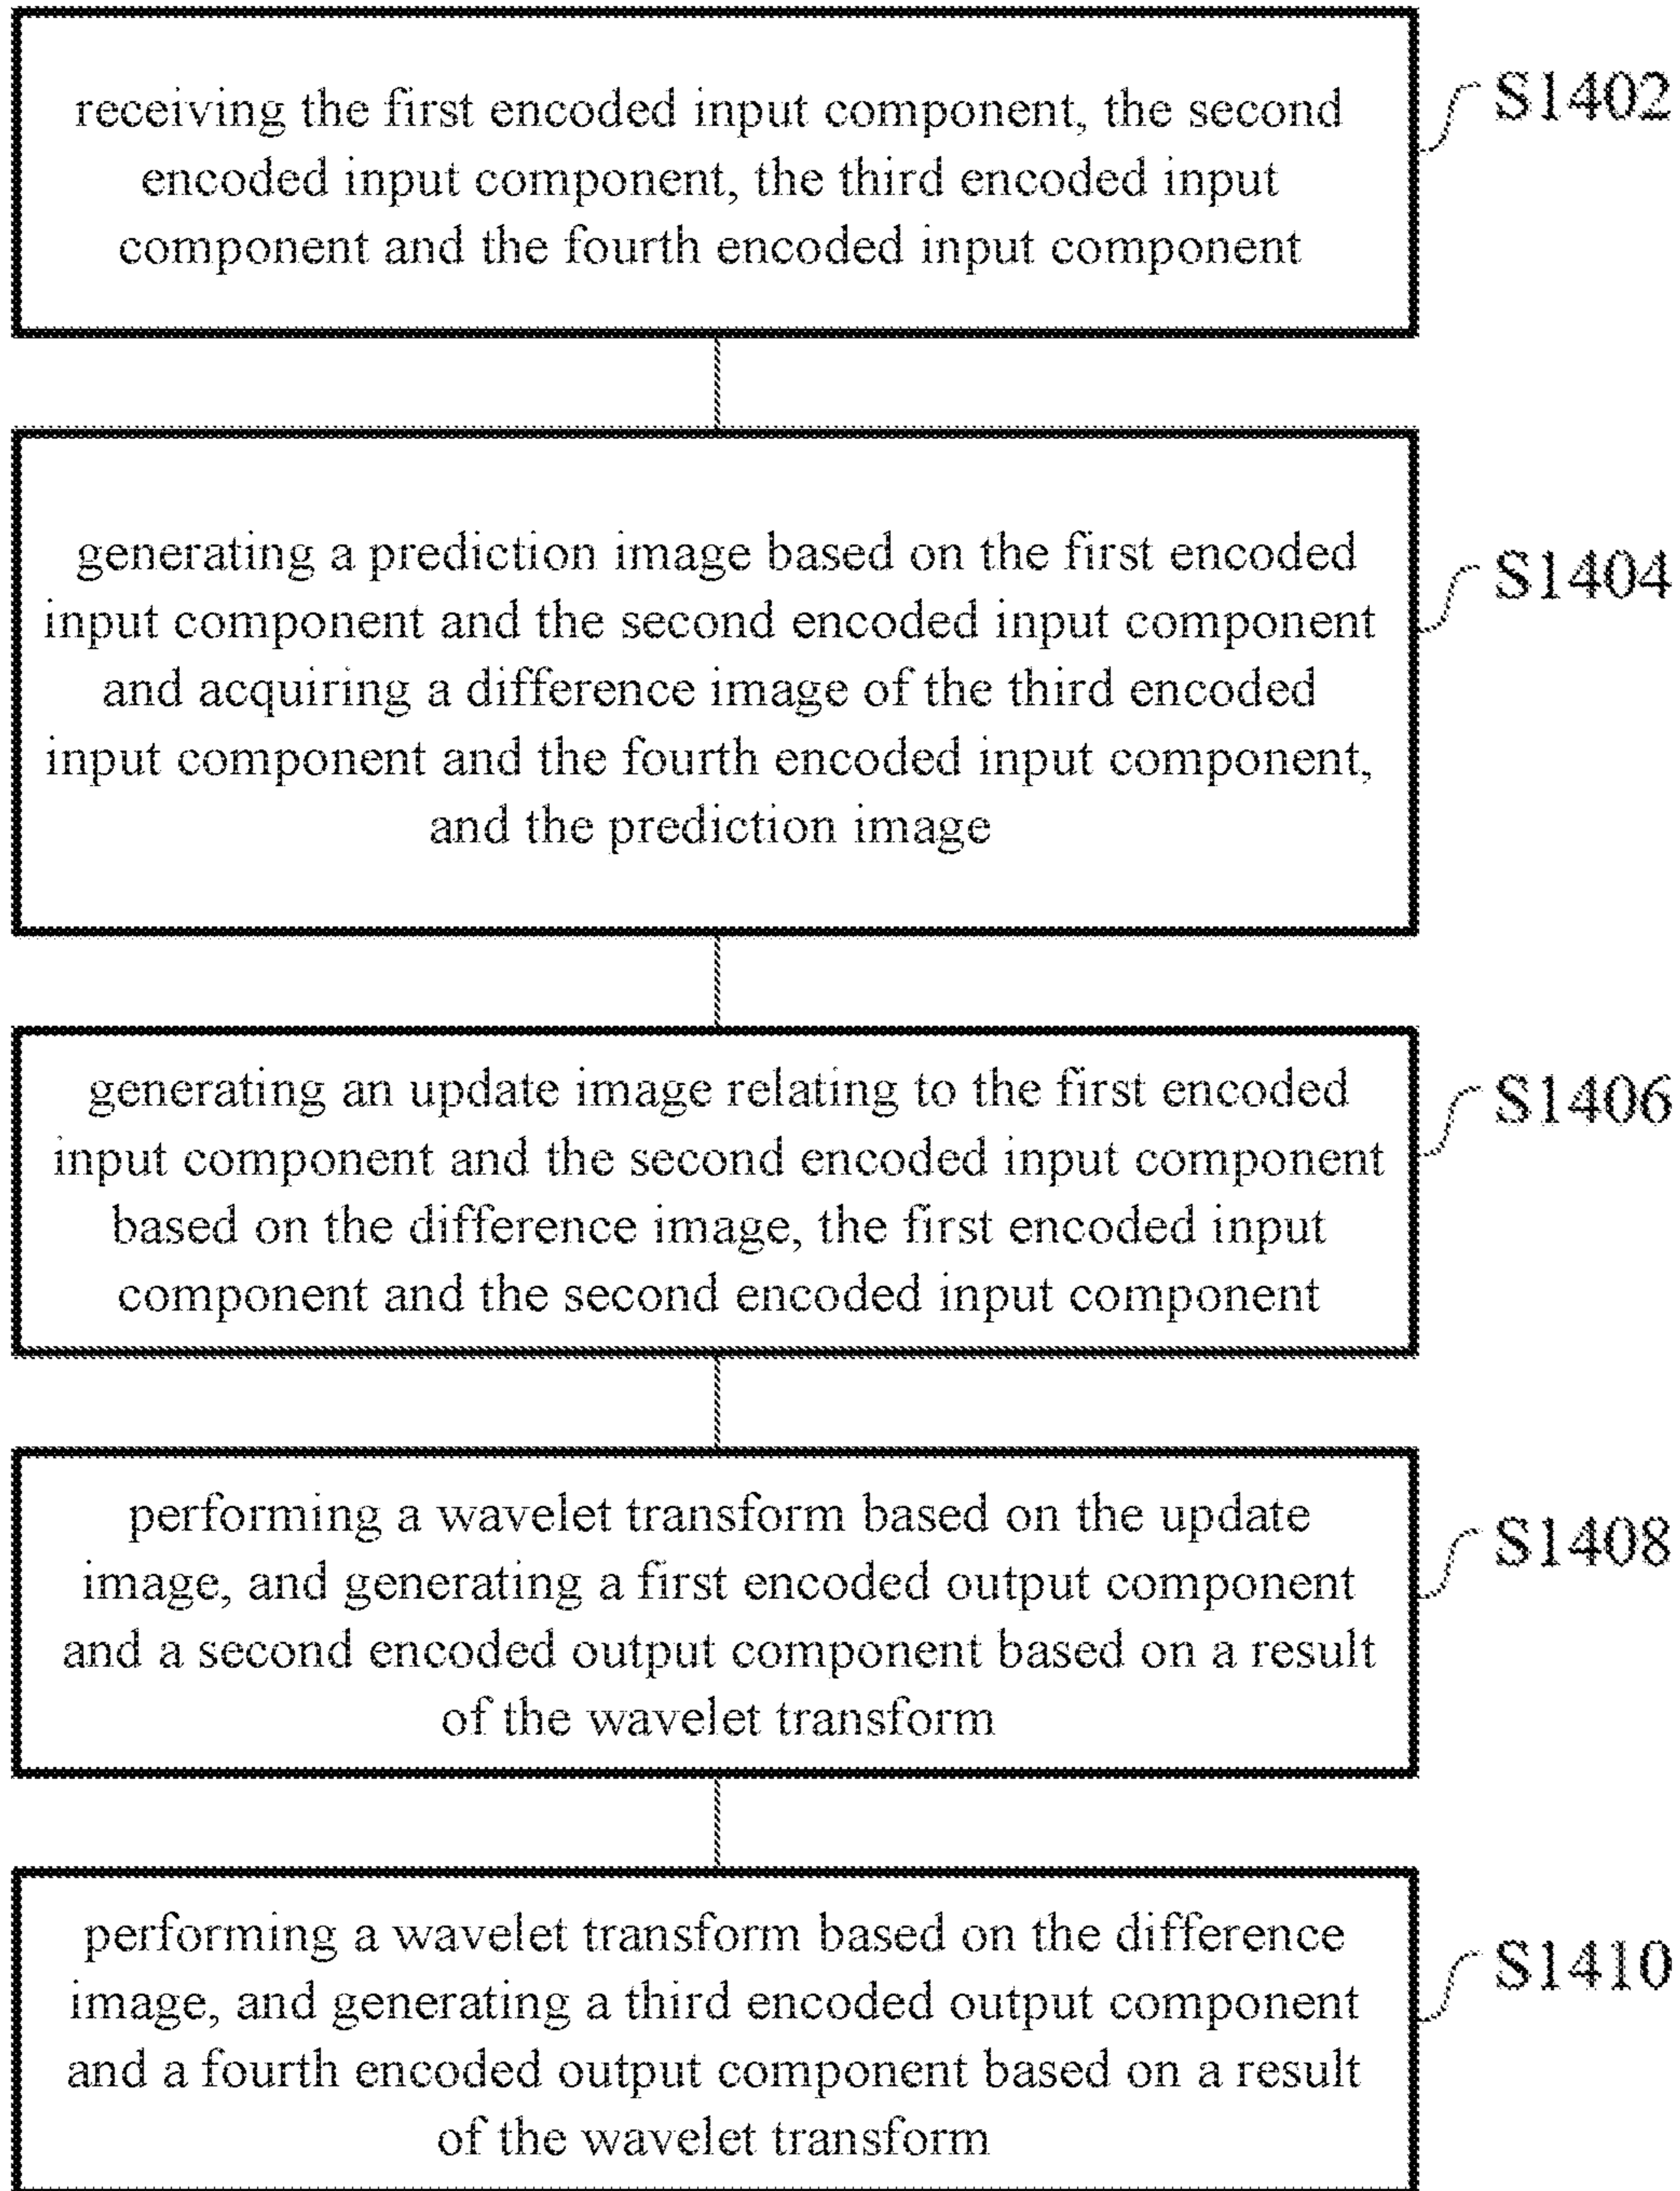 receiving the first encoded input component, the second
encoded input component, the third encoded input
component and the fourth encoded input component
S1402
generating a prediction image based on the first encoded
input component and the second encoded input component
and acquiring a difference image of the third encoded
input component and the fourth encoded input component,
and the prediction image
S1404
generating an update image relating to the first encoded
input component and the second encoded input component
based on the difference image, the first encoded input
component and the second encoded input component
S1406
performing a wavelet transform based on the update
image, and generating a first encoded output component
and a second encoded output component based on a result
of the wavelet transform
S1408
performing a wavelet transform based on the difference
image, and generating a third encoded output component
and a fourth encoded output component based on a result
of the wavelet transform
S1410